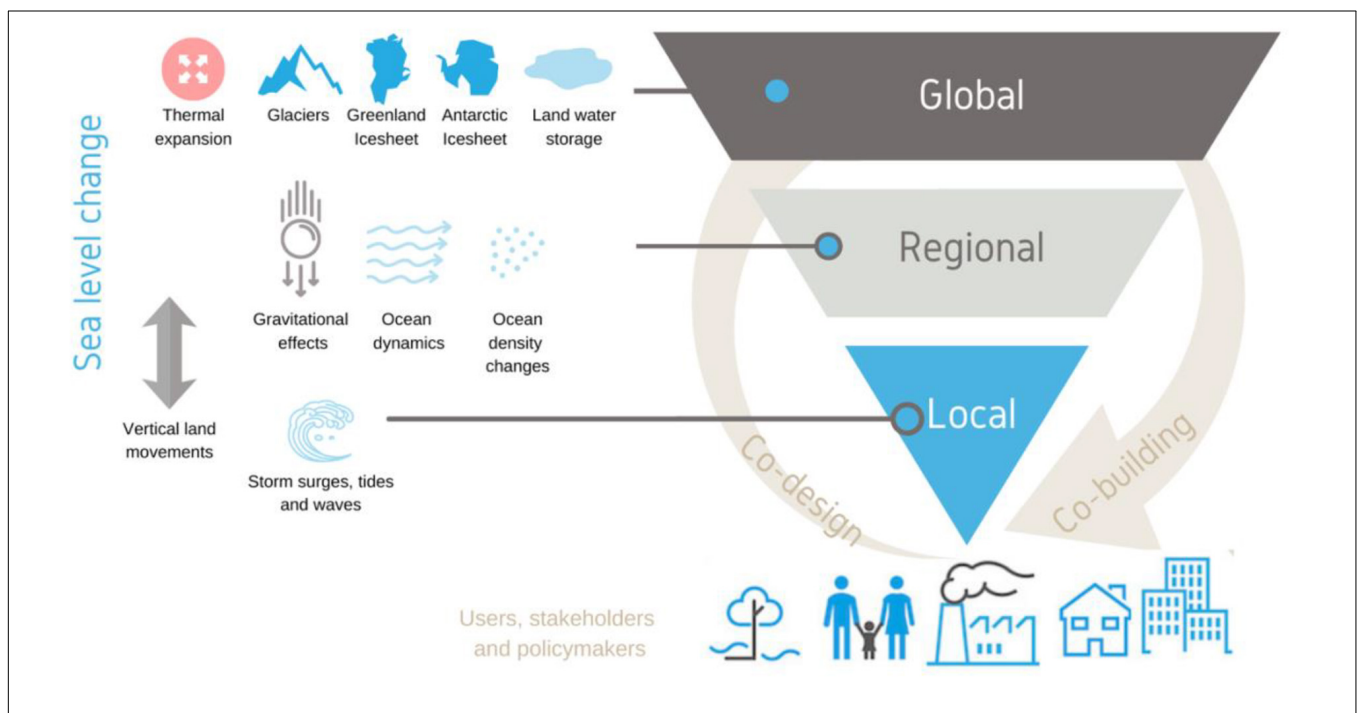 Sea level change
Thermal
expansion
Glaciers
Greenland
Icesheet
Antarctic
Icesheet
Land water
storage
Global
Gravitational
effects
Ocean
dynamics
Ocean
density
changes
Regional
Vertical land
movements
Storm surges, tides
and waves
Local
Co-design
Co-building
Users, stakeholders
and policymakers